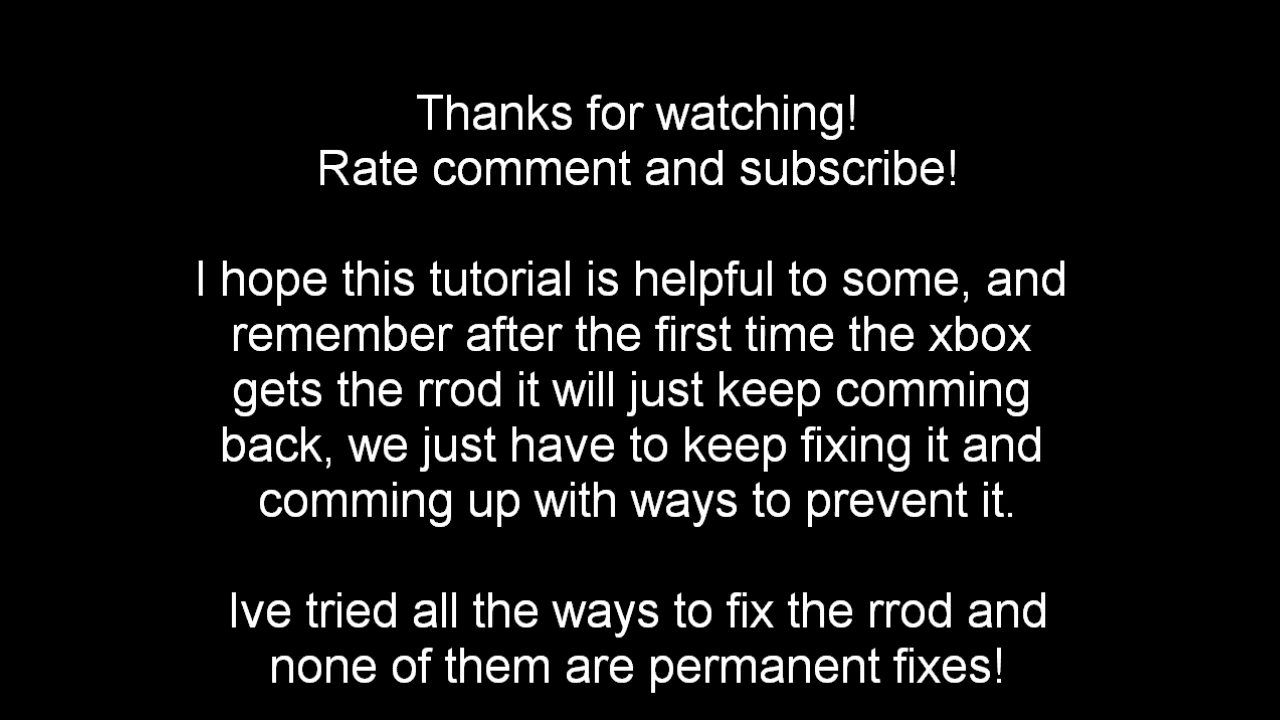 Thanks for watching!
Rate comment and subscribe!
I hope this tutorial is helpful to some, and
remember after the first time the xbox
gets the rrod it will just keep comming
back, we just have to keep fixing it and
comming up with ways to prevent it.
Ive tried all the ways to fix the rrod and
none of them are permanent fixes!